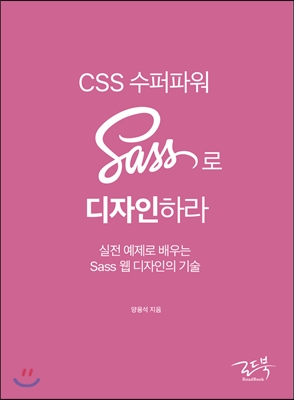 CSS 수퍼파워
Sass로
디자인하라
실전 예제로 배우는
Sass 웹 디자인의 기술
양용석 지음
로드북
RoadBook